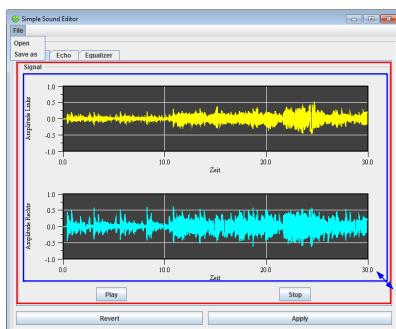 Simple Sound Editor
File
Open
Save as
Echo
Equalizer
Signal
Amplitude Links
1.0
0.5
0.0
-0.5
-1.0
0.0
10.0
20.0
30.0
Zeit
Amplitude Rechts
1.0
0.5
0.0
-0.5
-1.0
0.0
10.0
20.0
30.0
Zeit
Play
Stop
Revert
Apply